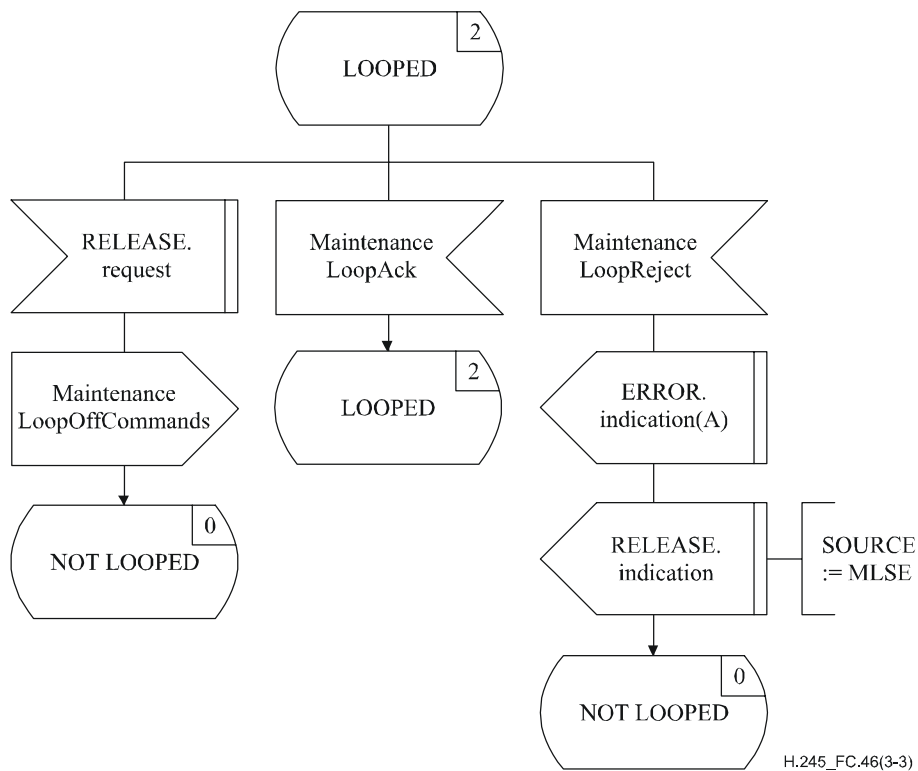 2
LOOPED
RELEASE.
request
Maintenance
LoopAck
Maintenance
LoopReject
Maintenance
LoopOffCommands
2
LOOPED
ERROR.
indication(A)
0
NOT LOOPED
RELEASE.
indication
SOURCE
:= MLSE
0
NOT LOOPED
H.245_FC.46(3-3)